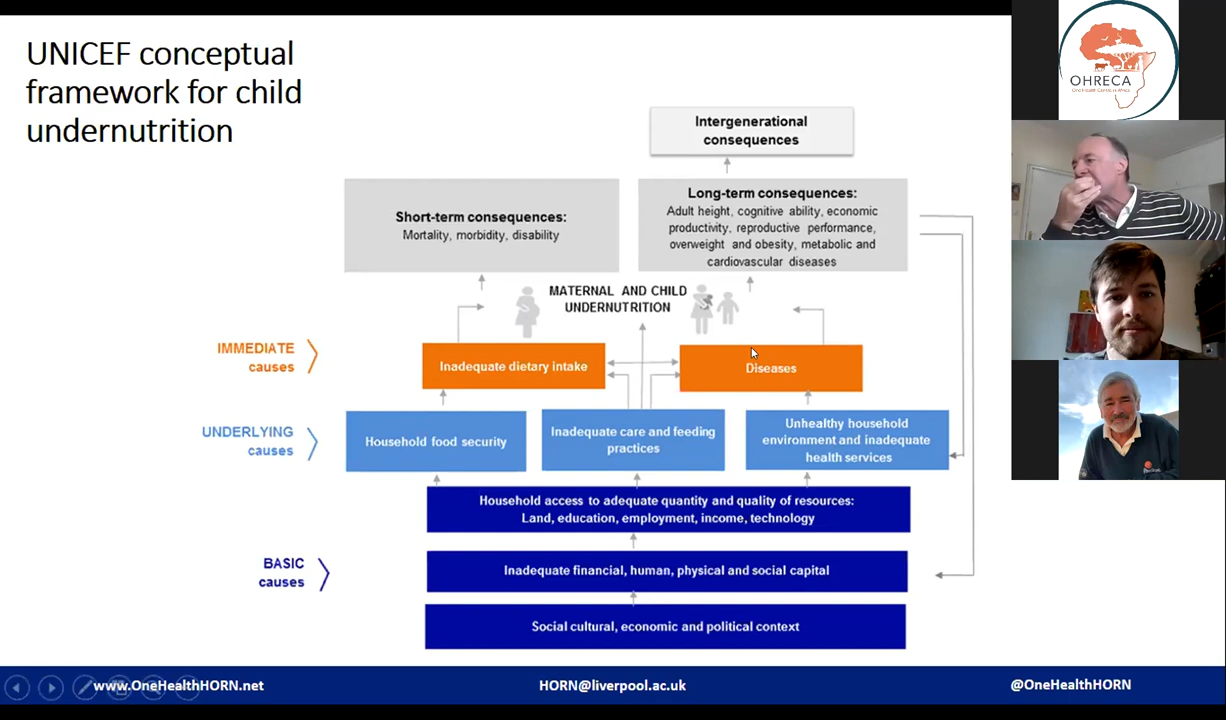 UNICEF conceptual
framework for child
undernutrition
Intergenerational
consequences
Short-term consequences:
Mortality, morbidity, disability
Long-term consequences:
Adult height, cognitive ability, economic
productivity, reproductive performance,
overweight and obesity, metabolic and
cardiovascular diseases
MATERNAL AND CHILD
UNDERNUTRITION
IMMEDIATE
causes
Inadequate dietary intake
Diseases
UNDERLYING
causes
Household food security
Inadequate care and feeding
practices
Unhealthy household
environment and inadequate
health services
Household access to adequate quantity and quality of resources:
Land, education, employment, income, technology
BASIC
causes
Inadequate financial, human, physical and social capital
Social cultural, economic and political context
www.OneHealthHORN.net
HORN@liverpool.ac.uk
@OneHealthHORN
OHRECA